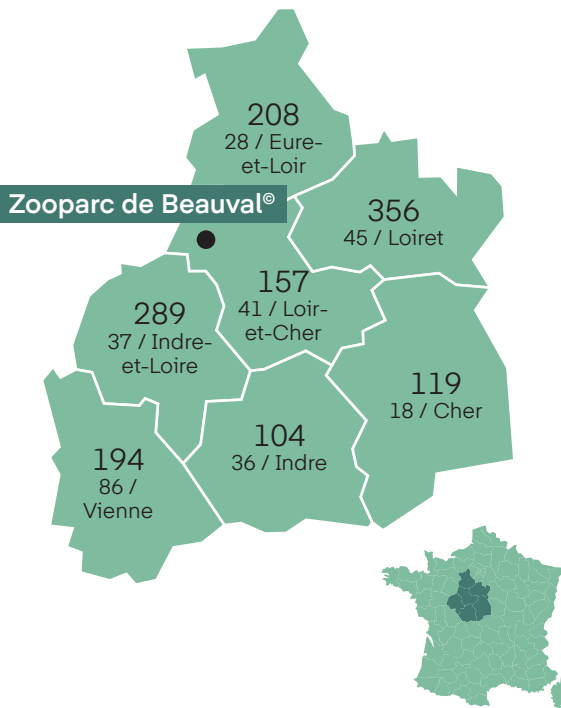 208
28 / Eure-
et-Loir
Zooparc de Beauval©
356
45 / Loiret
157
41 / Loir-
et-Cher
289
37 / Indre-
et-Loire
119
18 / Cher
104
36 / Indre
194
86 /
Vienne